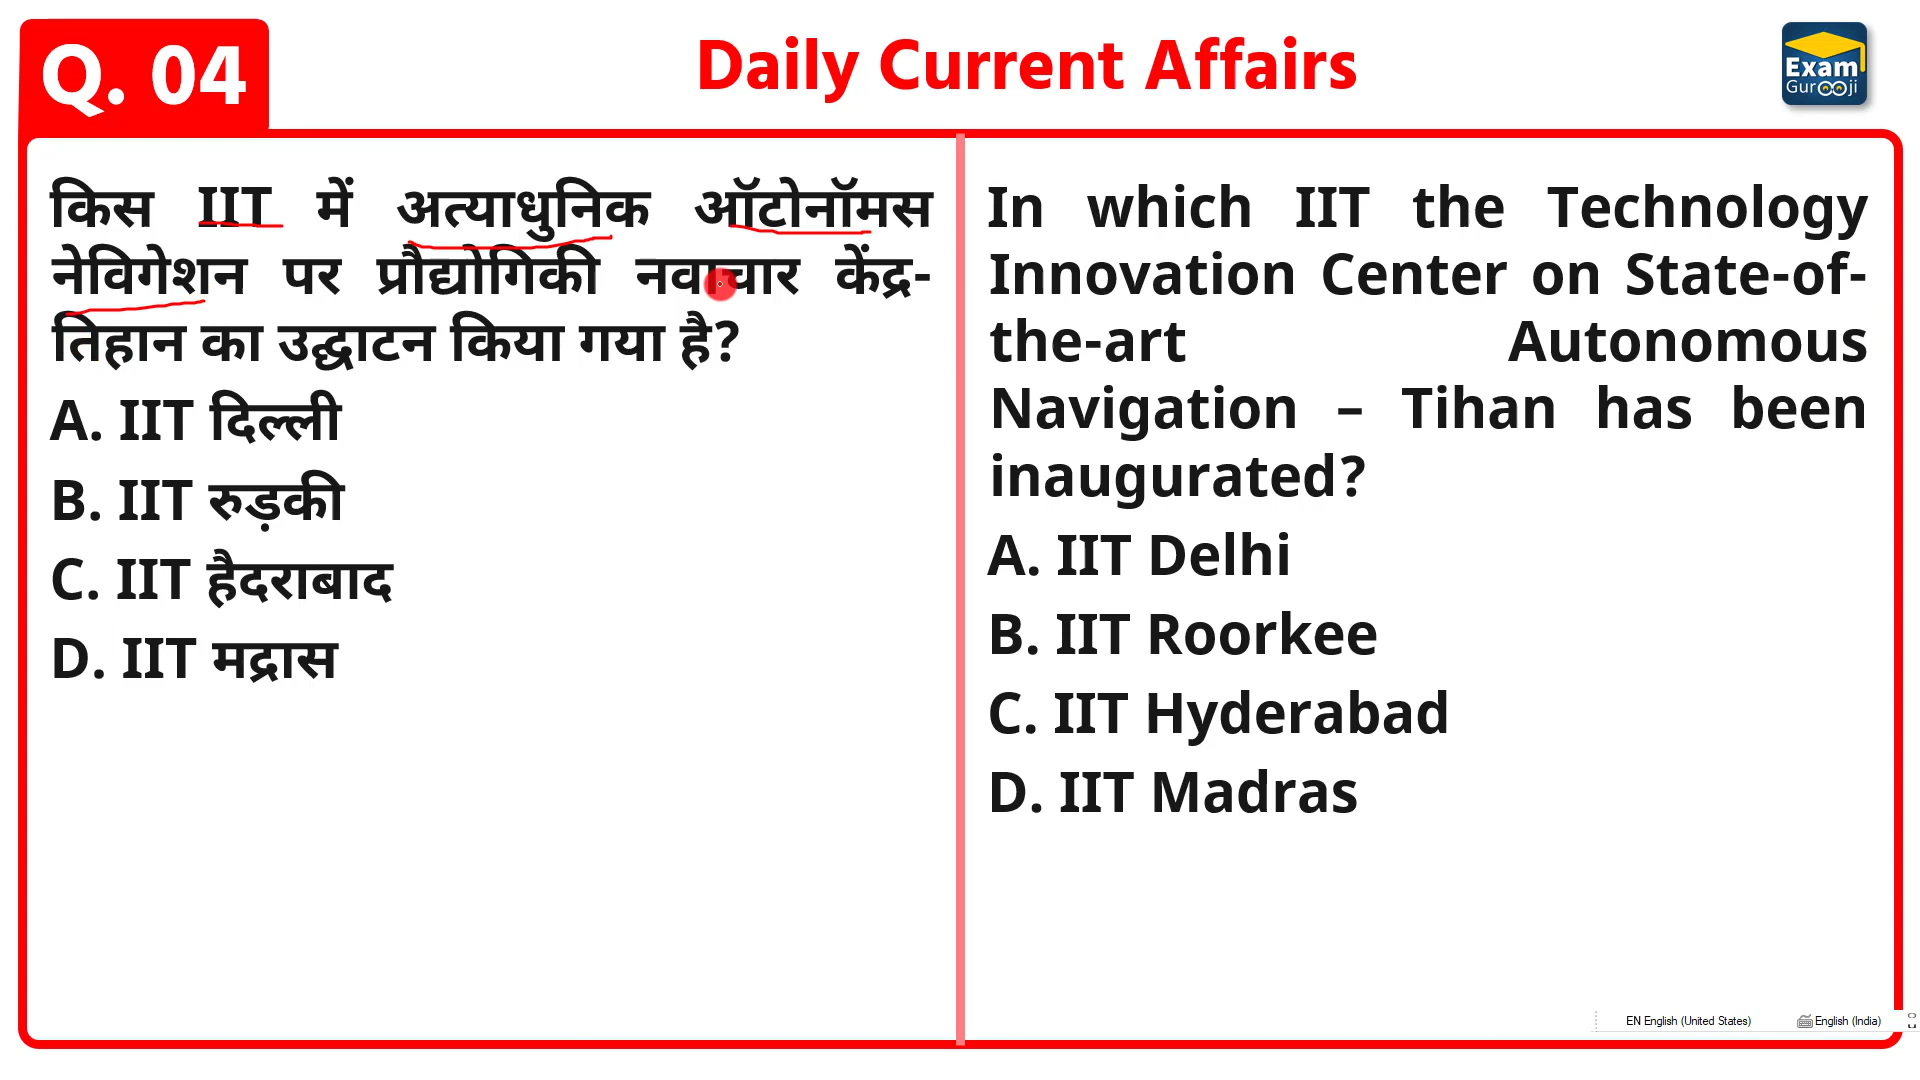 Q. 04
Daily Current Affairs
Exam
Gurooji
किस IIT में अत्याधुनिक ऑटोनॉमस
नेविगेशन पर प्रौद्योगिकी नवाचार केंद्र-
तिहान का उद्घाटन किया गया है?
A. IIT दिल्ली
B. IIT रुड़की
C. IIT हैदराबाद
D. IIT मद्रास
In which IIT the Technology
Innovation Center on State-of-
the-art Autonomous
Navigation – Tihan has been
inaugurated?
A. IIT Delhi
B. IIT Roorkee
C. IIT Hyderabad
D. IIT Madras
EN English (United States) English (India)